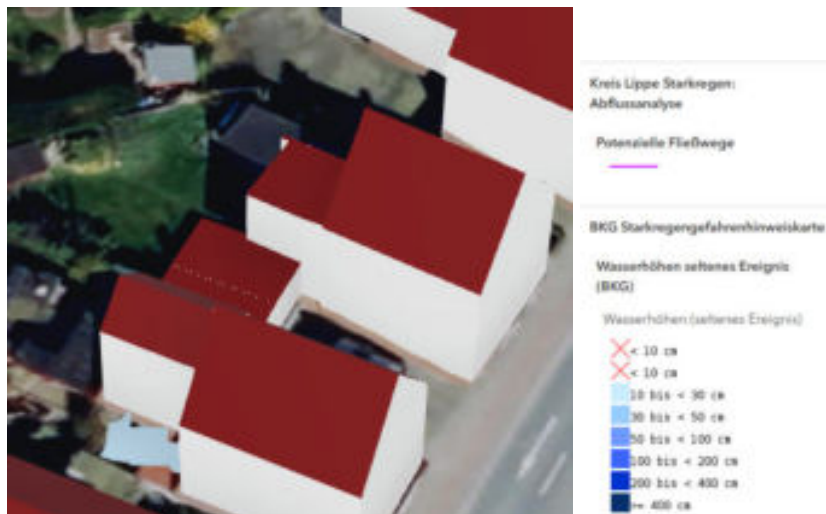 Kreis Lippe Starkregen:
Abflussanalyse
Potenzielle Fließwege
BKG Starkregengefahrenhinweiskarte
Wasserhöhen seltenes Ereignis
(BKG)
Wasserhöhen (seltenes Ereignis)
< 10 cm
< 10 cm
10 bis < 30 cm
30 bis < 50 cm
50 bis < 100 cm
100 bis < 200 cm
200 bis < 400 cm
>= 400 cm